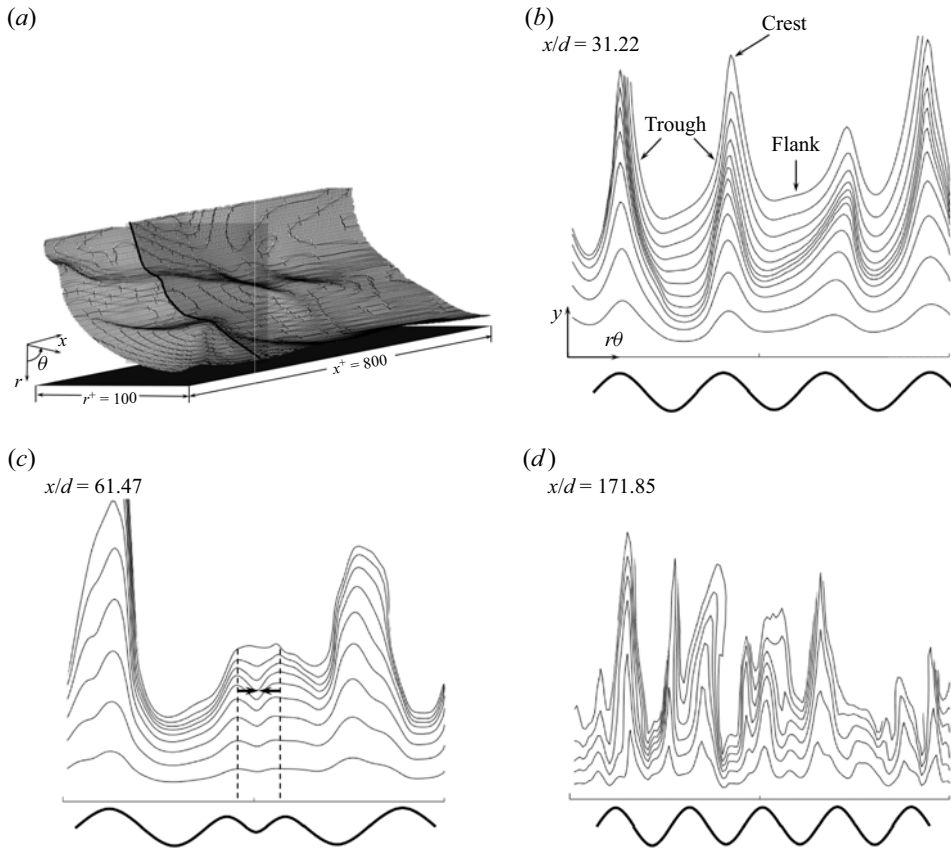 (a)
x
θ
r
r⁺ = 100
x⁺ = 800
(b)
x/d = 31.22
Crest
Trough
Flank
y
rθ
(c)
x/d = 61.47
(d)
x/d = 171.85